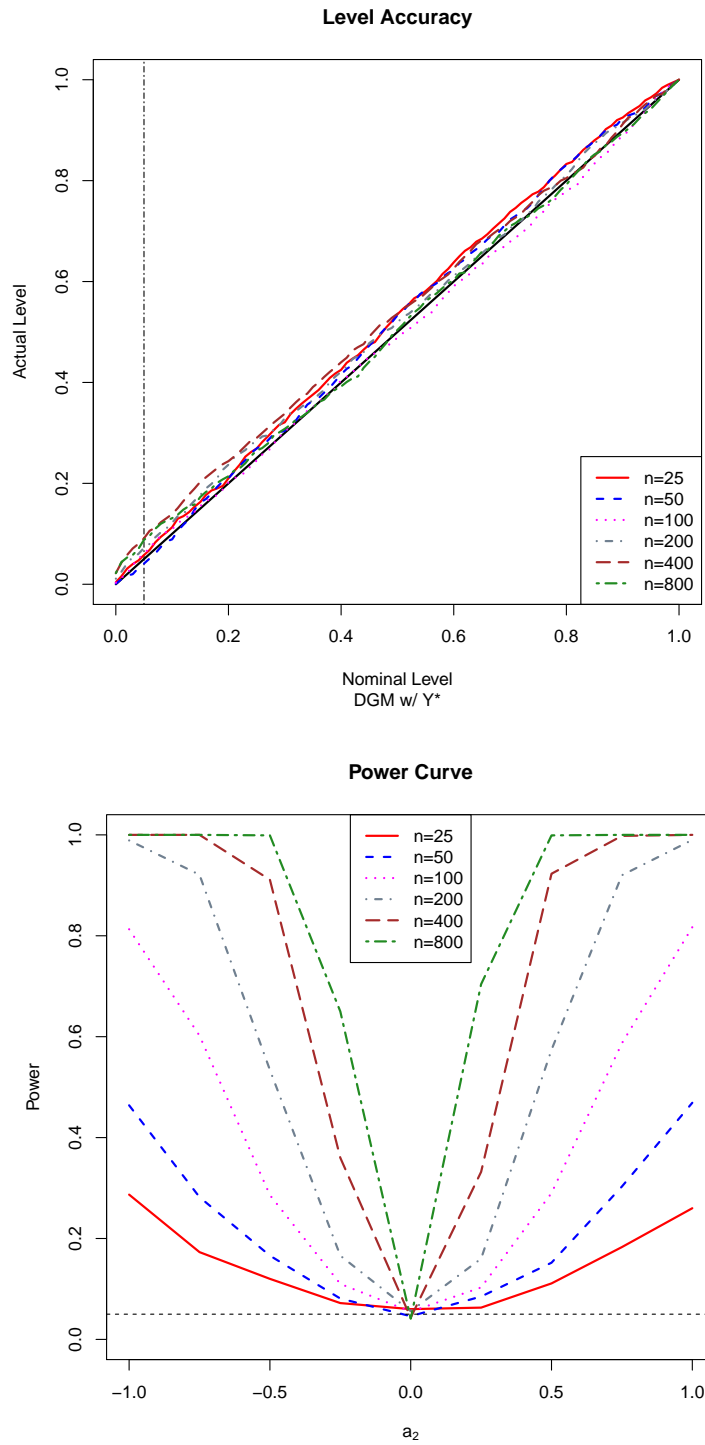 Level Accuracy
Actual Level
1.0
0.8
0.6
0.4
0.2
0.0
n=25
n=50
n=100
n=200
n=400
n=800
0.0 0.2 0.4 0.6 0.8 1.0
Nominal Level
DGM w/ Y*
Power Curve
Power
1.0
0.8
0.6
0.4
0.2
0.0
n=25
n=50
n=100
n=200
n=400
n=800
−1.0 −0.5 0.0 0.5 1.0
a₂